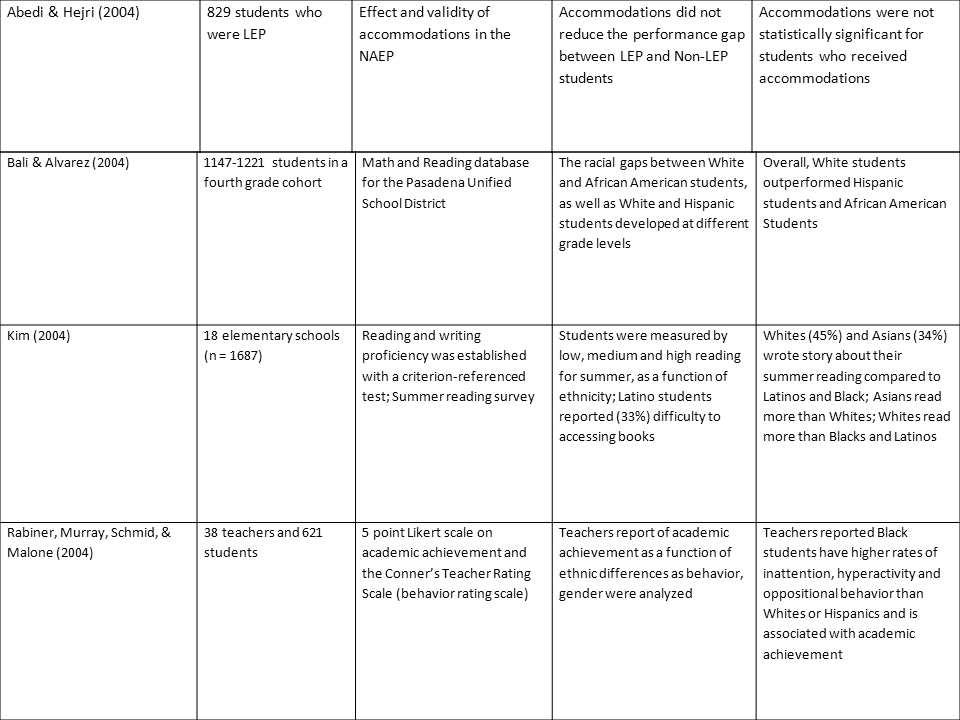 Abedi & Hejri (2004)
829 students who
were LEP
Effect and validity of
accommodations in the
NAEP
Accommodations did not
reduce the performance gap
between LEP and Non-LEP
students
Accommodations were not
statistically significant for
students who received
accommodations
Bali & Alvarez (2004)
1147-1221 students in a
fourth grade cohort
Math and Reading database
for the Pasadena Unified
School District
The racial gaps between White
and African American students,
as well as White and Hispanic
students developed at different
grade levels
Overall, White students
outperformed Hispanic
students and African American
Students
Kim (2004)
18 elementary schools
(n = 1687)
Reading and writing
proficiency was established
with a criterion-referenced
test; Summer reading survey
Students were measured by
low, medium and high reading
for summer, as a function of
ethnicity; Latino students
reported (33%) difficulty to
accessing books
Whites (45%) and Asians (34%)
wrote story about their
summer reading compared to
Latinos and Black; Asians read
more than Whites; Whites read
more than Blacks and Latinos
Rabiner, Murray, Schmid, &
Malone (2004)
38 teachers and 621
students
5 point Likert scale on
academic achievement and
the Conner’s Teacher Rating
Scale (behavior rating scale)
Teachers report of academic
achievement as a function of
ethnic differences as behavior,
gender were analyzed
Teachers reported Black
students have higher rates of
inattention, hyperactivity and
oppositional behavior than
Whites or Hispanics and is
associated with academic
achievement